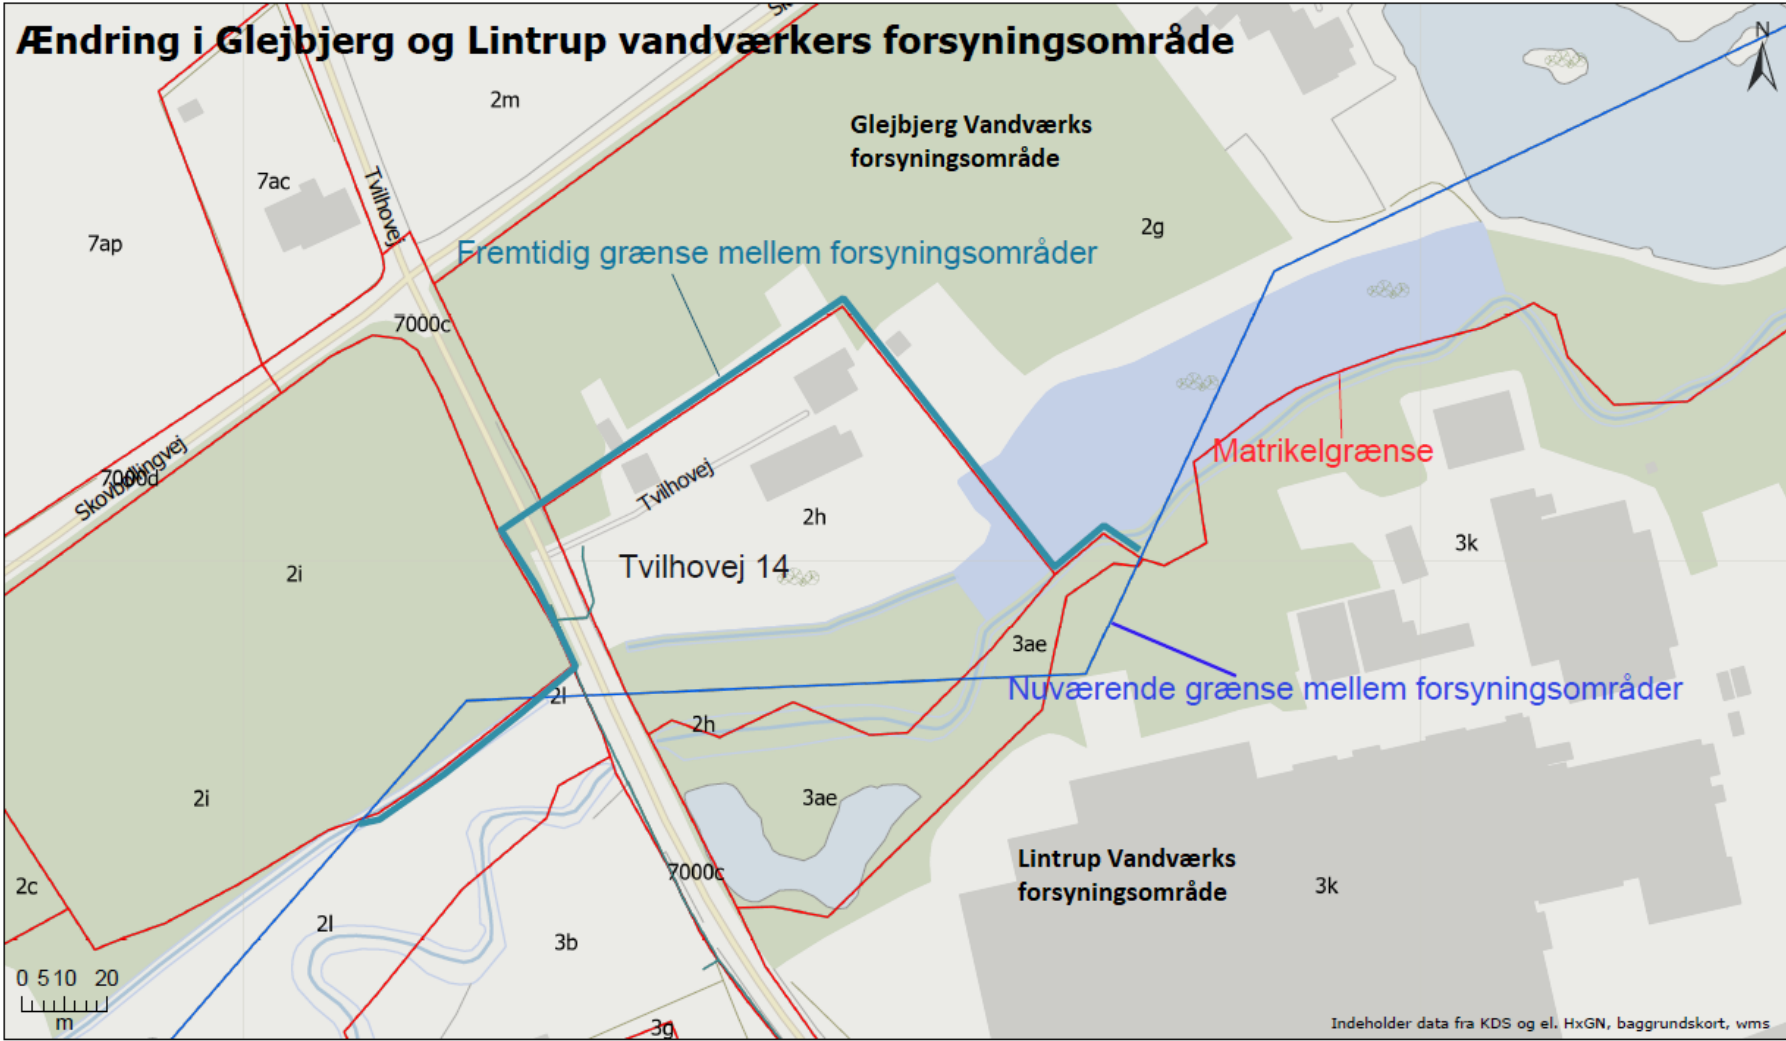 Ændring i Glejbjerg og Lintrup vandværkers forsyningsområde
N
2m
Glejbjerg Vandværks
forsyningsområde
7ac
Tvilhovej
7ap
2g
Fremtidig grænse mellem forsyningsområder
7000c
Matrikelgrænse
7000d
Skovbøllingvej
Tvilhovej
2h
3k
Tvilhovej 14
2i
3ae
Nuværende grænse mellem forsyningsområder
2l
2h
2i
3ae
Lintrup Vandværks
forsyningsområde
7000c
3k
2c
2l
3b
0 5 10 20
m
3g
Indeholder data fra KDS og el. HxGN, baggrundskort, wms